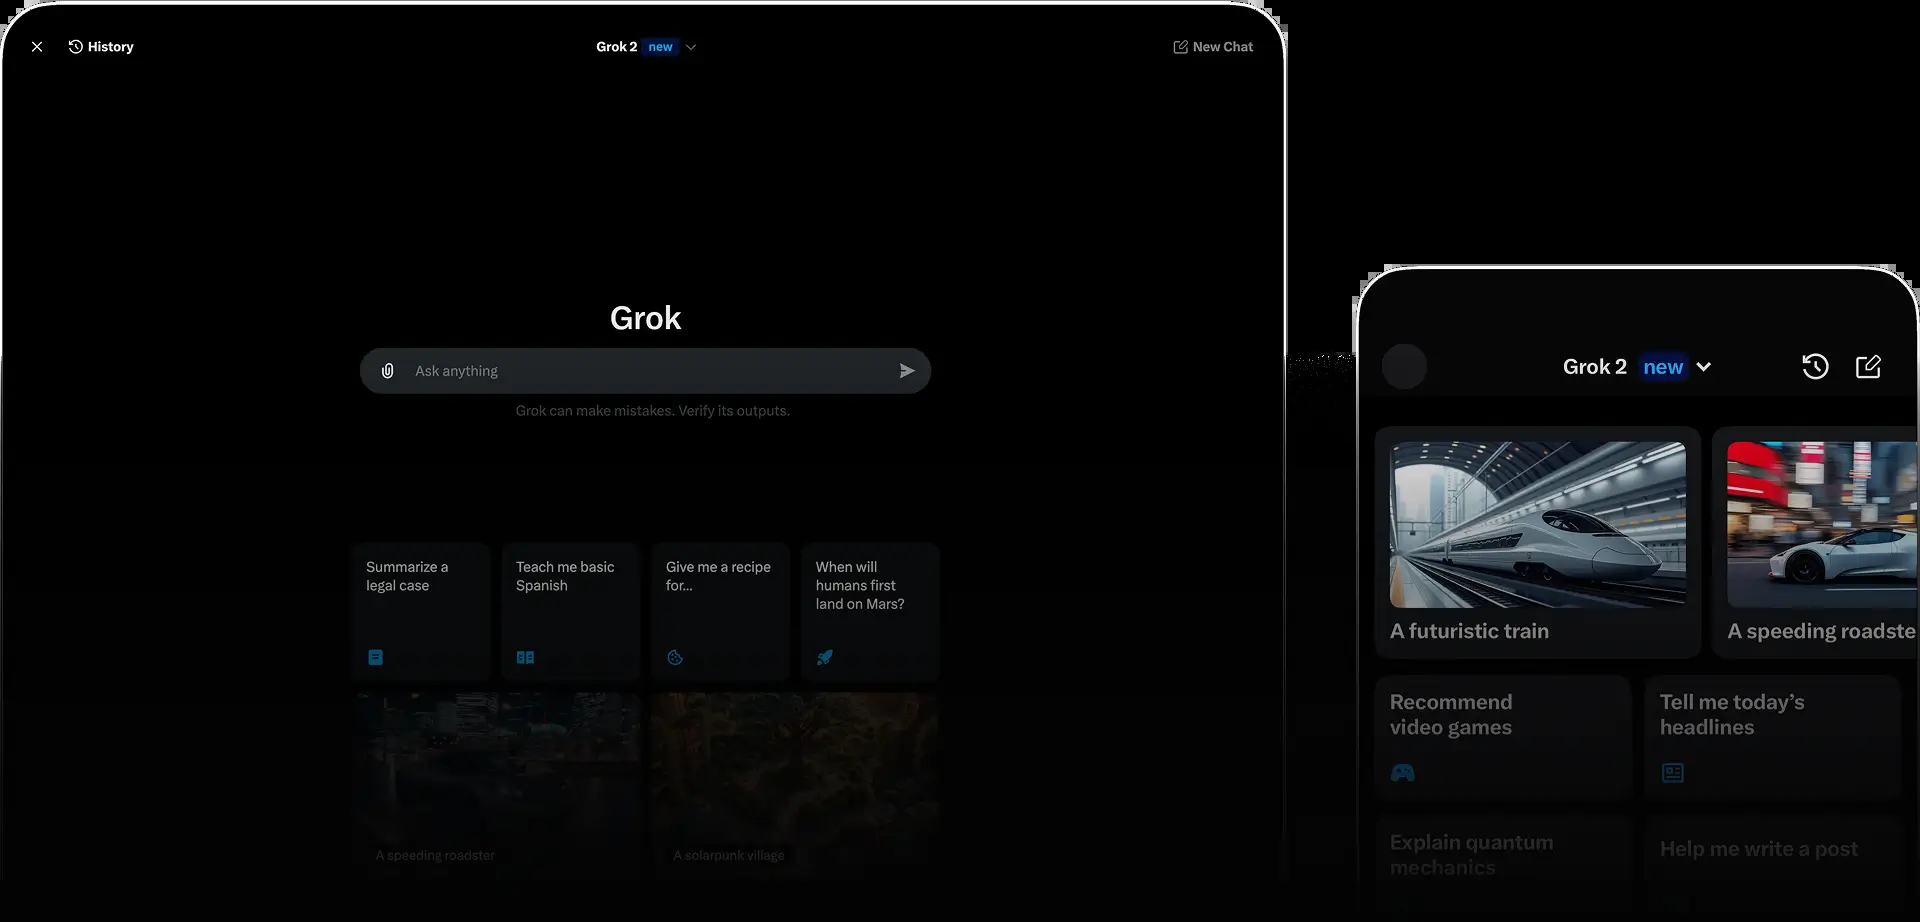 History
Grok 2 new
New Chat
Grok
Ask anything
Grok can make mistakes. Verify its outputs.
Summarize a
legal case
Teach me basic
Spanish
Give me a recipe
for...
When will
humans first
land on Mars?
A speeding roadster
A solarpunk village
Grok 2 new
A futuristic train
A speeding roadste
Recommend
video games
Tell me today’s
headlines
Explain quantum
mechanics
Help me write a post